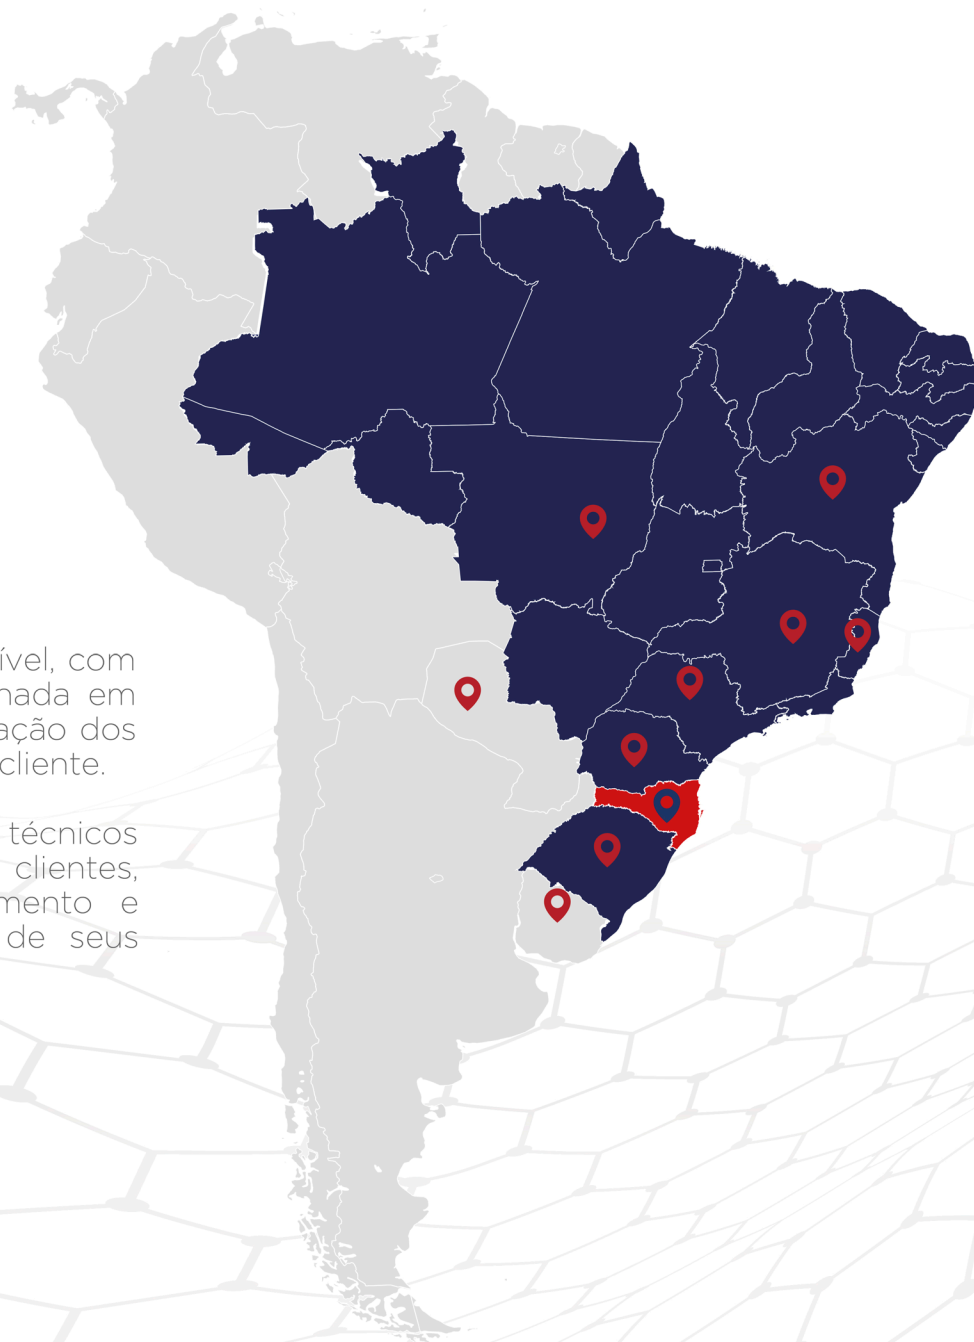 ível, com
nada em
ação dos
cliente.
técnicos
clientes,
mento e
de seus